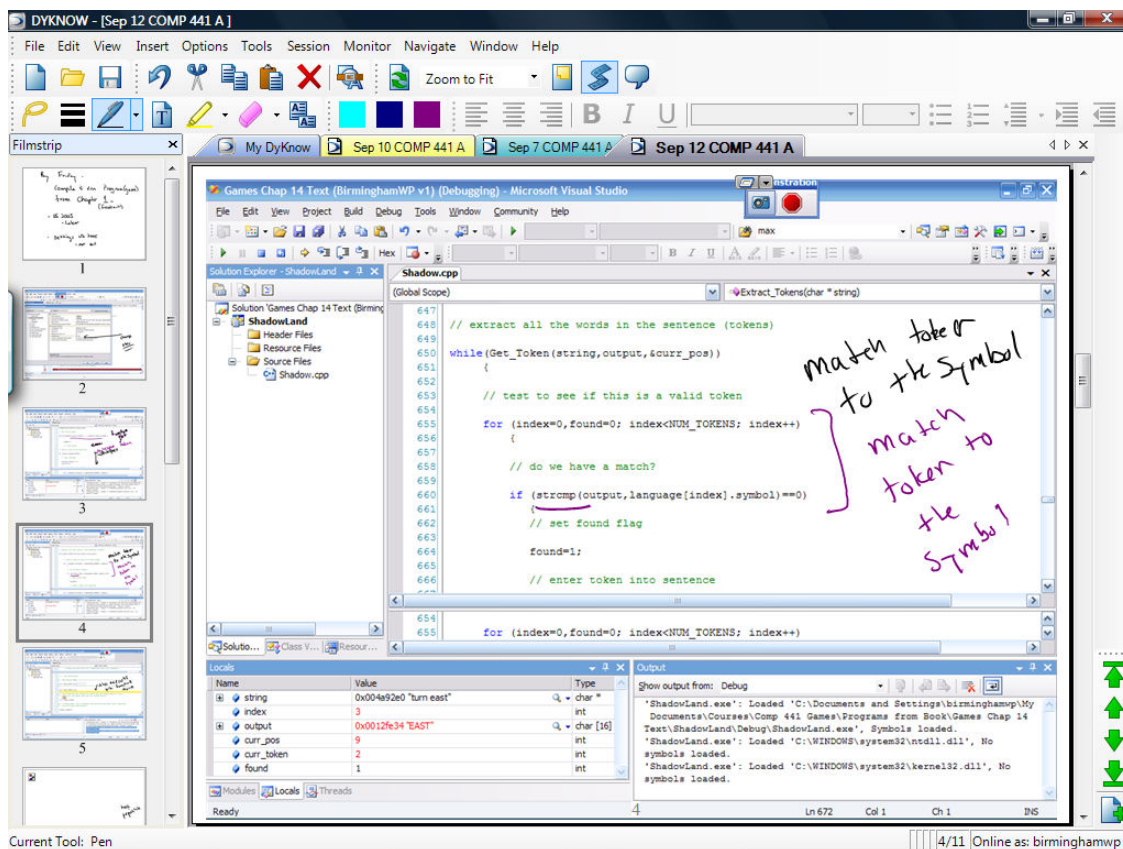 DYKNOW - [Sep 12 COMP 441 A ]
File Edit View Insert Options Tools Session Monitor Navigate Window Help
Zoom to Fit
B I U
Filmstrip
My DyKnow Sep 10 COMP 441 A Sep 7 COMP 441 A Sep 12 COMP 441 A
1
2
3
4
5
Games Chap 14 Text (BirminghamWP v1) (Debugging) - Microsoft Visual Studio
nstration
File Edit View Project Build Debug Tools Window Community Help
max
Hex
B I U
Solution Explorer - ShadowLand
Solution 'Games Chap 14 Text (Birming
ShadowLand
Header Files
Resource Files
Source Files
Shadow.cpp
Solutio... Class V... Resour...
Shadow.cpp
(Global Scope) Extract_Tokens(char * string)
647
648 // extract all the words in the sentence (tokens)
649
650 while(Get_Token(string,output,&curr_pos))
651 {
652
653 // test to see if this is a valid token
654
655 for (index=0,found=0; index<NUM_TOKENS; index++)
656 {
657
658 // do we have a match?
659
660 if (strcmp(output,language[index].symbol)==0)
661 {
662 // set found flag
663
664 found=1;
665
666 // enter token into sentence
match token
to the symbol
match
token to
the
symbol
654
655 for (index=0,found=0; index<NUM_TOKENS; index++)
Locals
Name Value Type
string 0x004a92e0 "turn east" char *
index 3 int
output 0x0012fe34 "EAST" char [16]
curr_pos 9 int
curr_token 2 int
found 1 int
Modules Locals Threads
Output
Show output from: Debug
'ShadowLand.exe': Loaded 'C:\Documents and Settings\birminghamwp\My
Documents\Courses\Comp 441 Games\Programs from Book\Games Chap 14
Text\ShadowLand\Debug\ShadowLand.exe', Symbols loaded.
'ShadowLand.exe': Loaded 'C:\WINDOWS\system32\ntdll.dll', No
symbols loaded.
'ShadowLand.exe': Loaded 'C:\WINDOWS\system32\kernel32.dll', No
symbols loaded.
Ready 4 Ln 672 Col 1 Ch 1 INS
Current Tool: Pen 4/11 Online as: birminghamwp